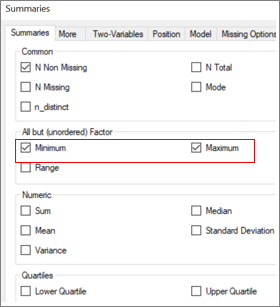 Summaries
Summaries More Two-Variables Position Model Missing Options
Common
N Non Missing N Total
N Missing Mode
n_distinct
All but (unordered) Factor
Minimum Maximum
Range
Numeric
Sum Median
Mean Standard Deviation
Variance
Quartiles
Lower Quartile Upper Quartile